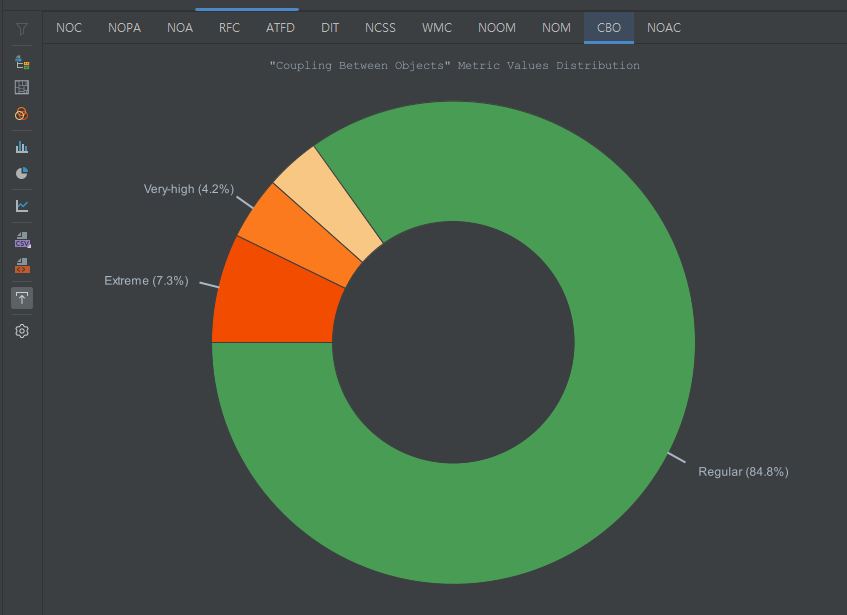 NOC NOPA NOA RFC ATFD DIT NCSS WMC NOOM NOM CBO NOAC
"Coupling Between Objects" Metric Values Distribution
Very-high (4.2%)
Extreme (7.3%)
Regular (84.8%)
CSV